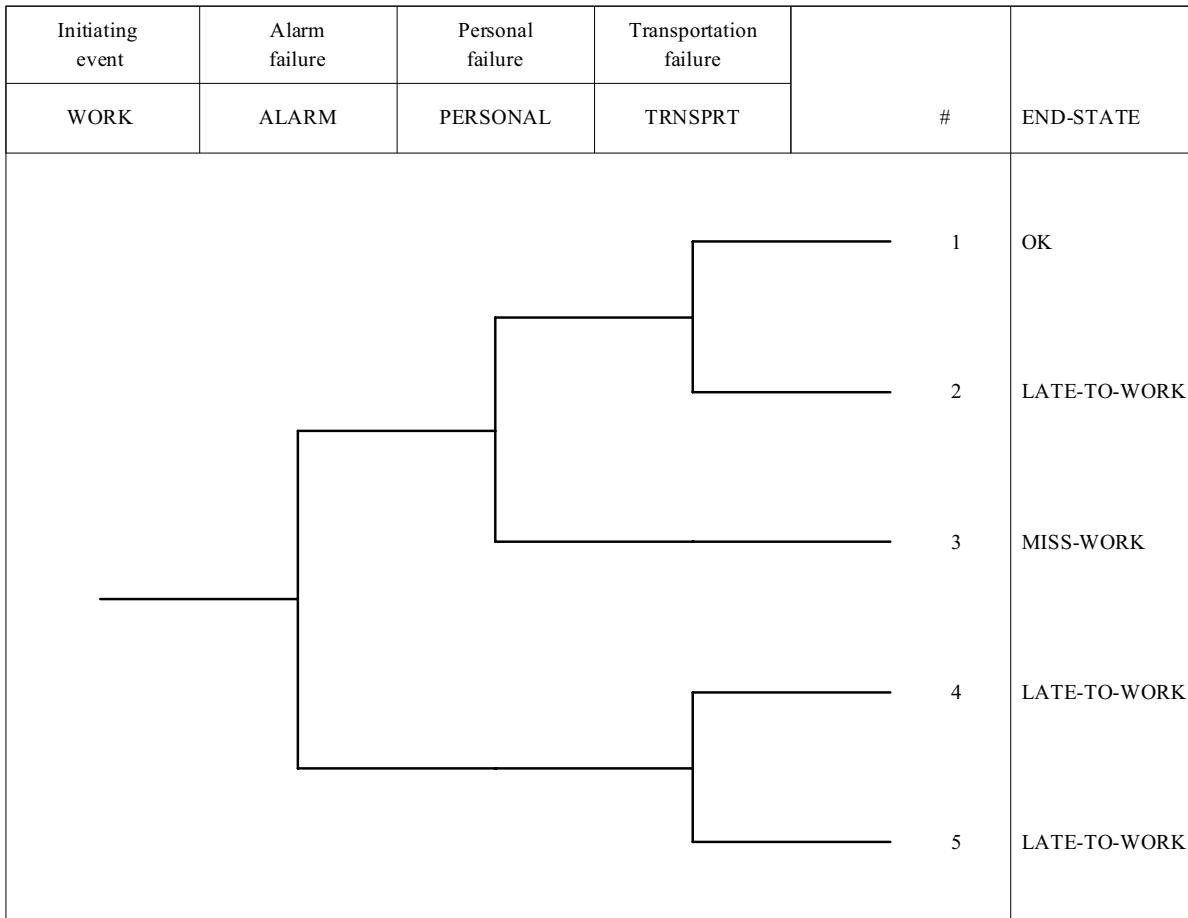 Initiating
event
Alarm
failure
Personal
failure
Transportation
failure
WORK
ALARM
PERSONAL
TRNSPRT
#
END-STATE
1
OK
2
LATE-TO-WORK
3
MISS-WORK
4
LATE-TO-WORK
5
LATE-TO-WORK